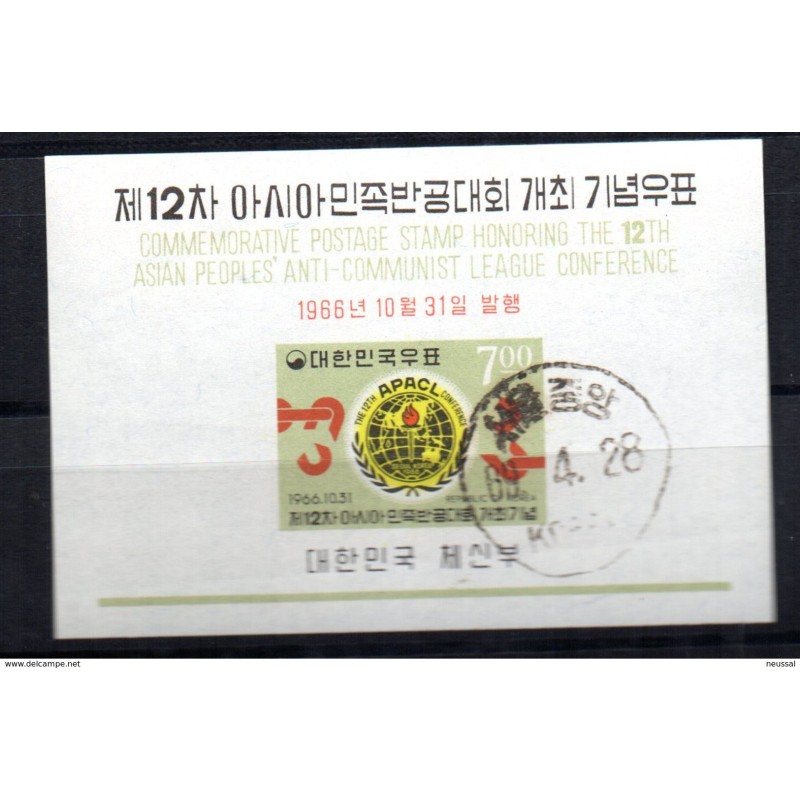 제12차 아시아민족반공대회 개최 기념우표
COMMEMORATIVE POSTAGE STAMP HONORING THE 12TH
ASIAN PEOPLES' ANTI-COMMUNIST LEAGUE CONFERENCE
1966년 10월 31일 발행
대한민국우표 7.00
THE 12TH APACL CONFERENCE
1966.10.31 REPUBLIC OF KOREA
제12차아시아민족반공대회개최기념
대한민국 체신부
4. 28
www.delcampe.net
neussal